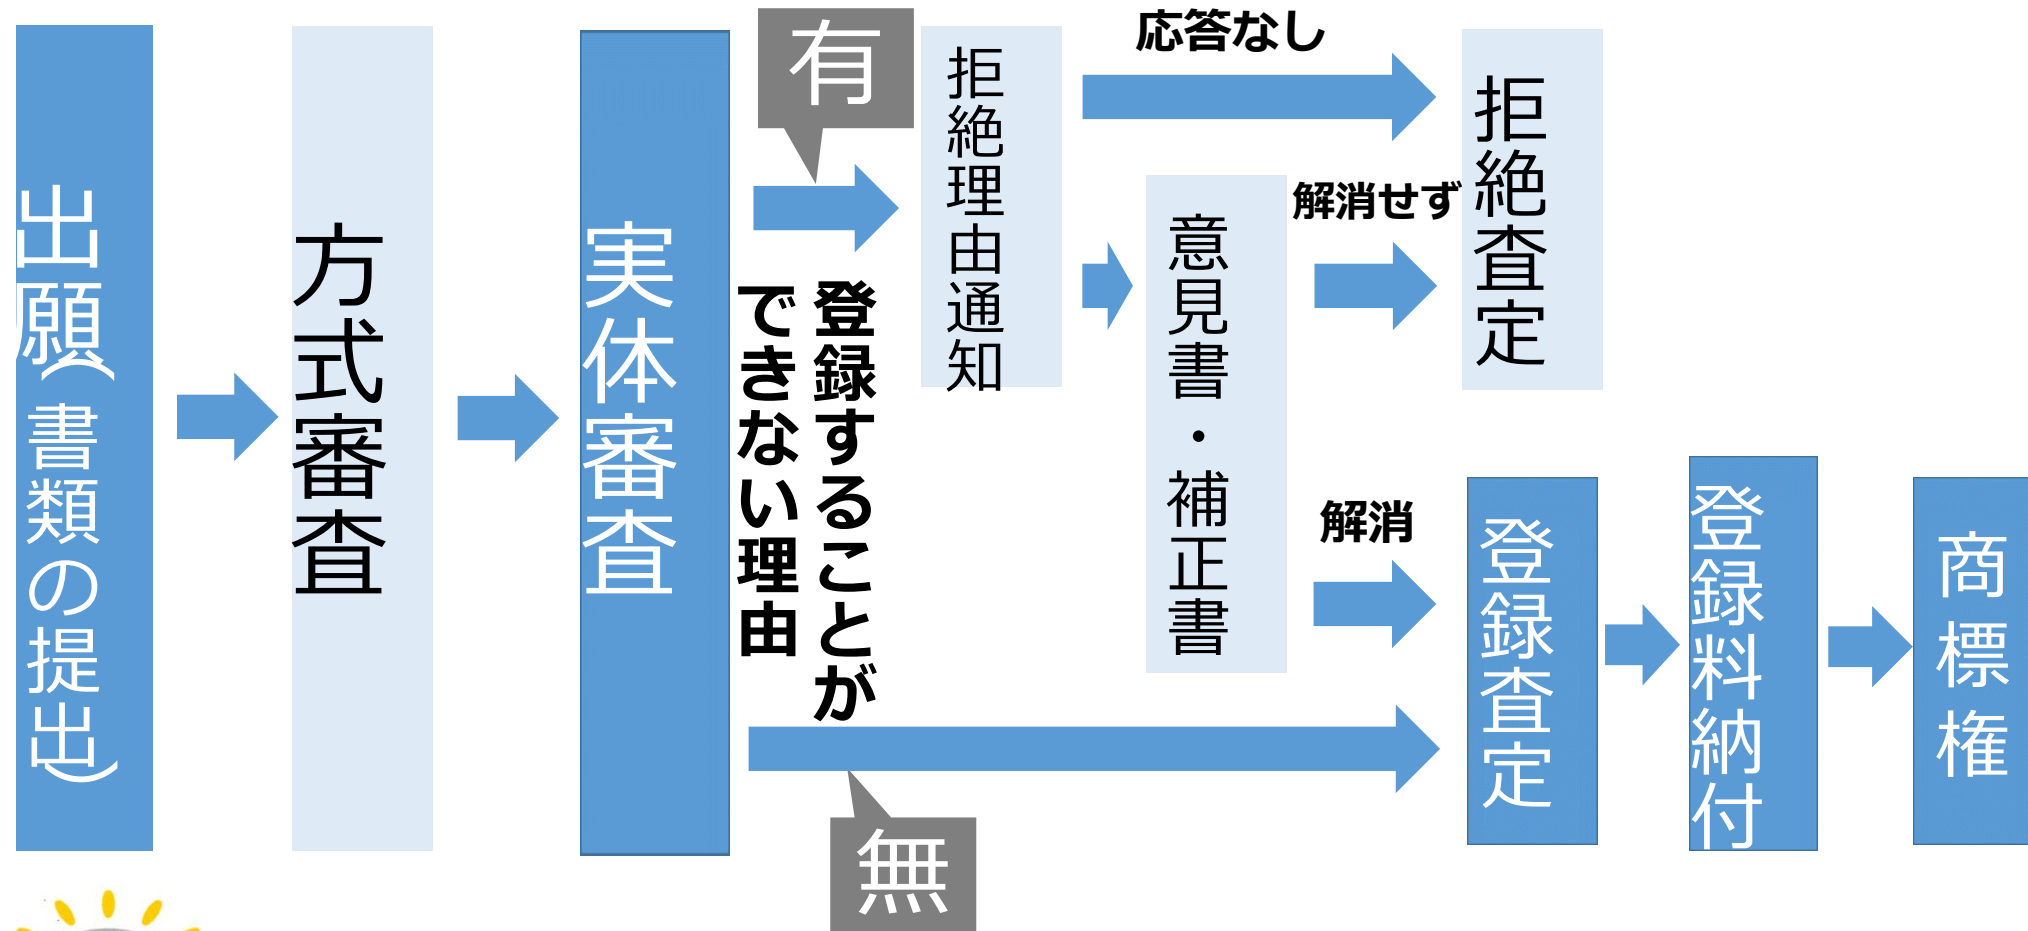 出願（書類の提出）
方式審査
実体審査
有
登録することが
できない理由
無
拒絶理由通知
応答なし
意見書・補正書
解消せず
拒絶査定
解消
登録査定
登録料納付
商標権